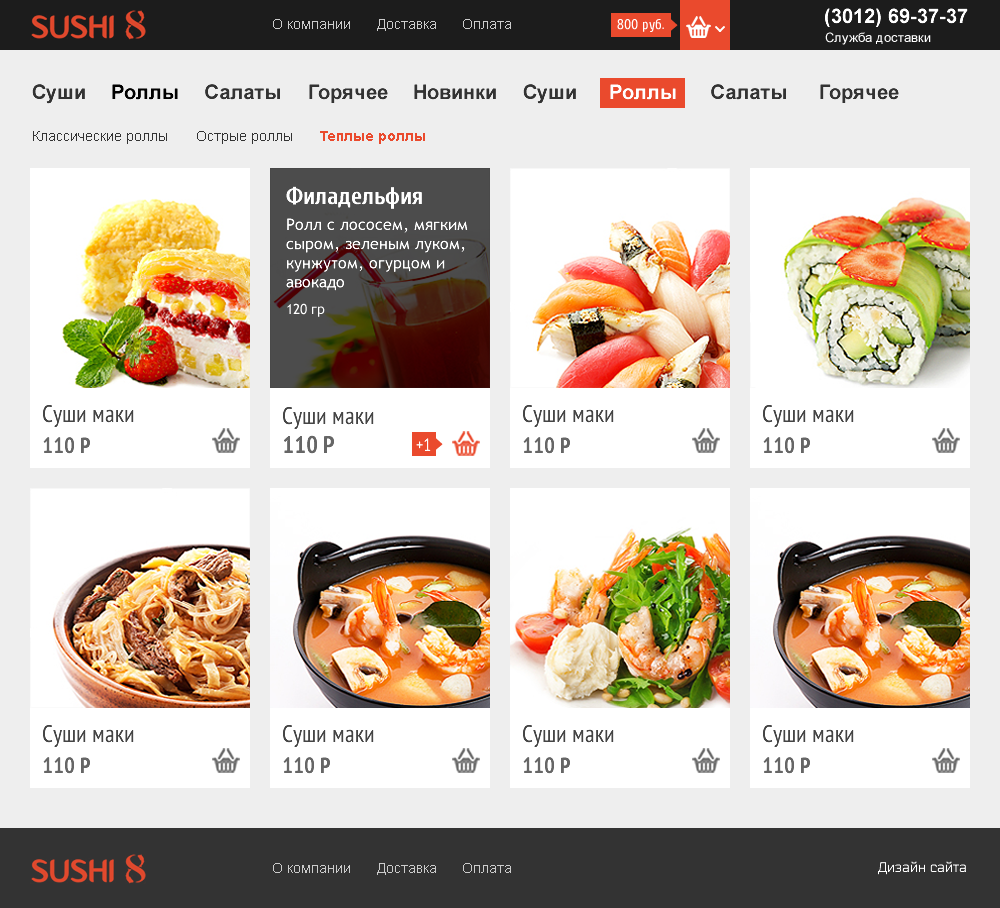 SUSHI 8
О компании Доставка Оплата
800 руб.
(3012) 69-37-37
Служба доставки
Суши Роллы Салаты Горячее Новинки Суши Роллы Салаты Горячее
Классические роллы Острые роллы Теплые роллы
Филадельфия
Ролл с лососем, мягким
сыром, зеленым луком,
кунжутом, огурцом и
авокадо
120 гр
Суши маки
110 Р
Суши маки
110 Р
+1
Суши маки
110 Р
Суши маки
110 Р
Суши маки
110 Р
Суши маки
110 Р
Суши маки
110 Р
Суши маки
110 Р
SUSHI 8
О компании Доставка Оплата
Дизайн сайта